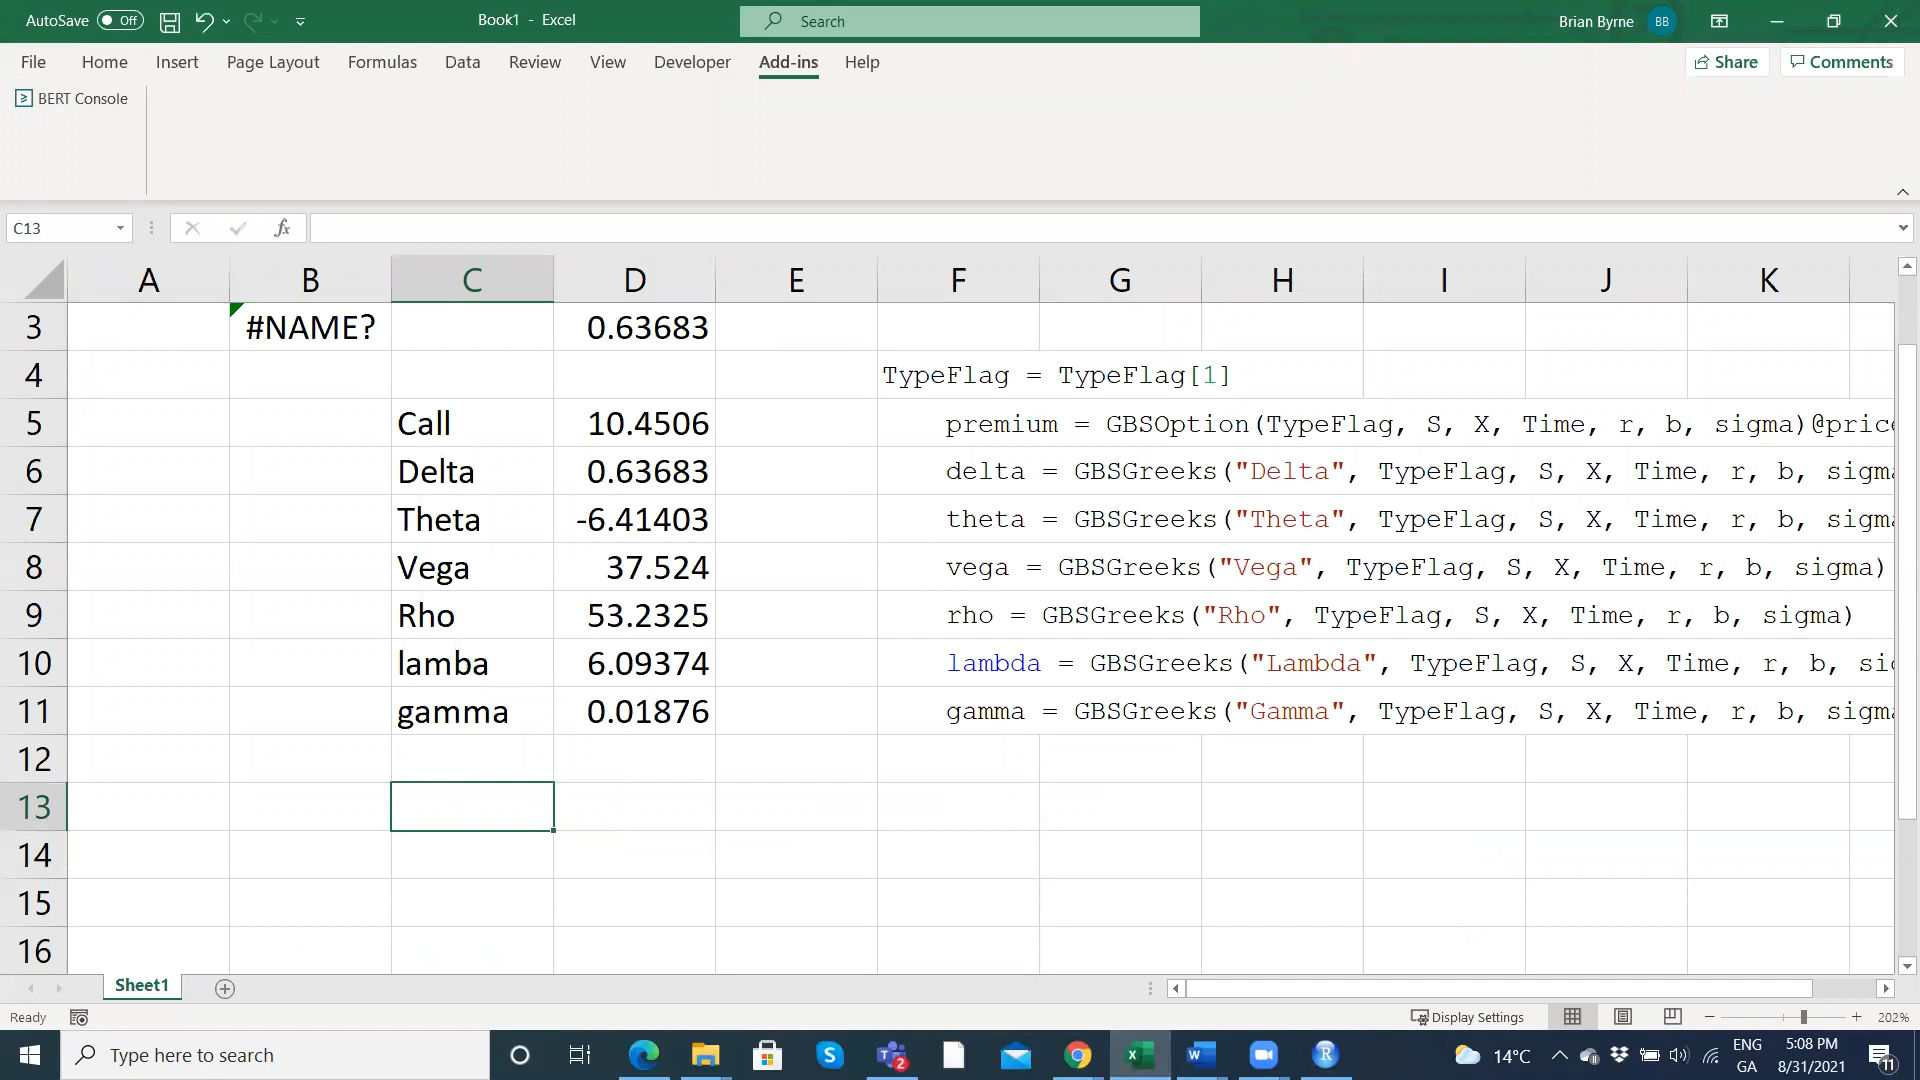 AutoSave Off Book1 - Excel Search Brian Byrne BB
File Home Insert Page Layout Formulas Data Review View Developer Add-ins Help Share Comments
BERT Console
C13 fx
A B C D E F G H I J K
3 #NAME? 0.63683
4 TypeFlag = TypeFlag[1]
5 Call 10.4506 premium = GBSOption(TypeFlag, S, X, Time, r, b, sigma)@price
6 Delta 0.63683 delta = GBSGreeks("Delta", TypeFlag, S, X, Time, r, b, sigma
7 Theta -6.41403 theta = GBSGreeks("Theta", TypeFlag, S, X, Time, r, b, sigma
8 Vega 37.524 vega = GBSGreeks("Vega", TypeFlag, S, X, Time, r, b, sigma)
9 Rho 53.2325 rho = GBSGreeks("Rho", TypeFlag, S, X, Time, r, b, sigma)
10 lamba 6.09374 lambda = GBSGreeks("Lambda", TypeFlag, S, X, Time, r, b, sig
11 gamma 0.01876 gamma = GBSGreeks("Gamma", TypeFlag, S, X, Time, r, b, sigma
12
13
14
15
16
Sheet1
Ready Display Settings 202%
Type here to search 2 14°C ENG 5:08 PM
GA 8/31/2021 11